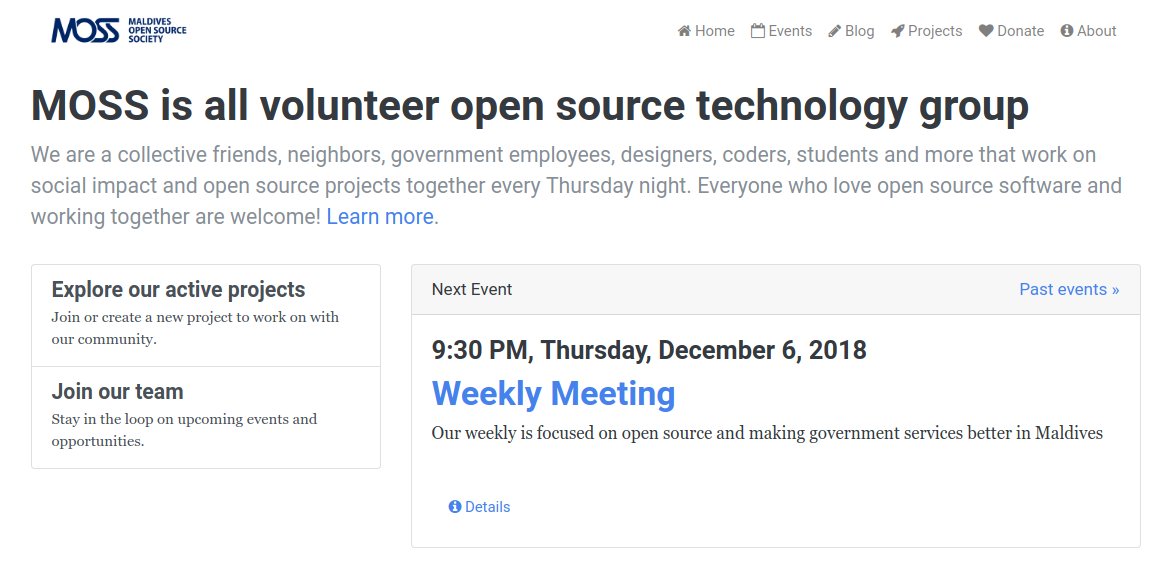 MOSS MALDIVES
OPEN SOURCE
SOCIETY
Home Events Blog Projects Donate About
MOSS is all volunteer open source technology group
We are a collective friends, neighbors, government employees, designers, coders, students and more that work on
social impact and open source projects together every Thursday night. Everyone who love open source software and
working together are welcome! Learn more.
Explore our active projects
Join or create a new project to work on with
our community.
Join our team
Stay in the loop on upcoming events and
opportunities.
Next Event Past events »
9:30 PM, Thursday, December 6, 2018
Weekly Meeting
Our weekly is focused on open source and making government services better in Maldives
Details